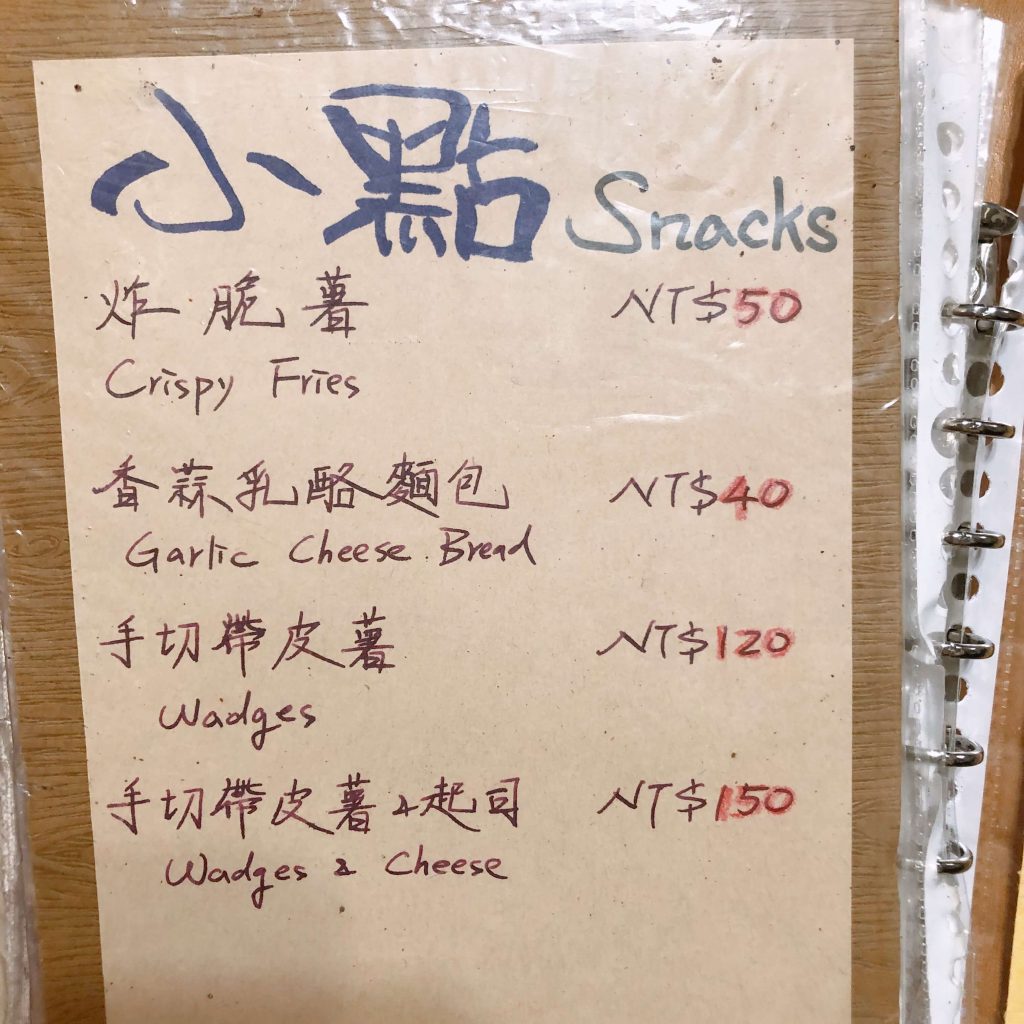 小點 Snacks
炸脆薯 NT$50
Crispy Fries
香蒜乳酪麵包 NT$40
Garlic Cheese Bread
手切帶皮薯 NT$120
Wadges
手切帶皮薯&起司 NT$150
Wadges & Cheese